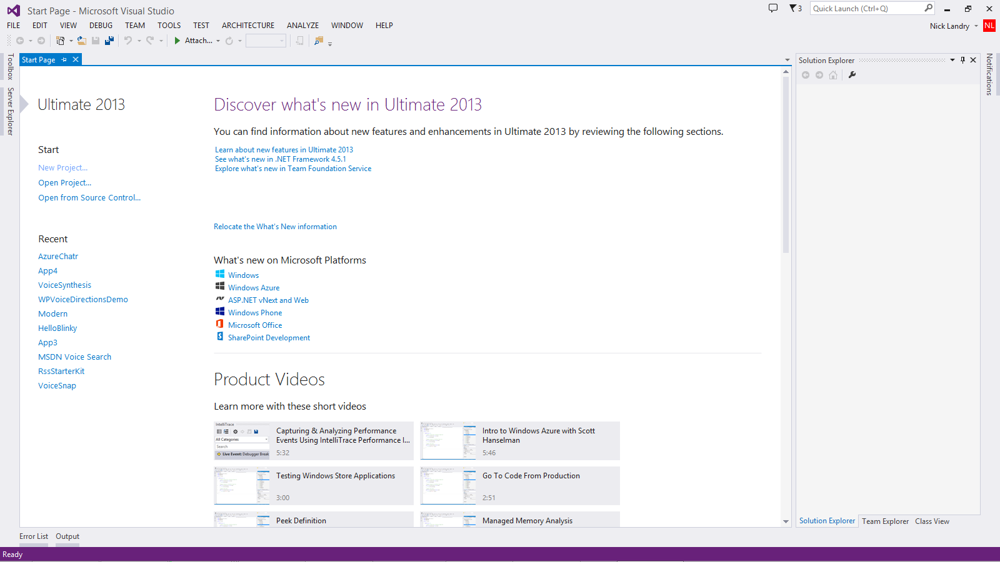 Start Page - Microsoft Visual Studio
3
Quick Launch (Ctrl+Q)
FILE EDIT VIEW DEBUG TEAM TOOLS TEST ARCHITECTURE ANALYZE WINDOW HELP
Nick Landry NL
Attach...
Toolbox
Server Explorer
Start Page
Ultimate 2013
Start
New Project...
Open Project...
Open from Source Control...
Recent
AzureChatr
App4
VoiceSynthesis
WPVoiceDirectionsDemo
Modern
HelloBlinky
App3
MSDN Voice Search
RssStarterKit
VoiceSnap
Discover what's new in Ultimate 2013
You can find information about new features and enhancements in Ultimate 2013 by reviewing the following sections.
Learn about new features in Ultimate 2013
See what's new in .NET Framework 4.5.1
Explore what's new in Team Foundation Service
Relocate the What's New information
What's new on Microsoft Platforms
Windows
Windows Azure
ASP.NET vNext and Web
Windows Phone
Microsoft Office
SharePoint Development
Product Videos
Learn more with these short videos
IntelliTrace
All Categories
Search
Live Event: Debugger Break
Capturing & Analyzing Performance
Events Using IntelliTrace Performance I...
5:32
Intro to Windows Azure with Scott
Hanselman
5:46
Testing Windows Store Applications
3:00
Go To Code From Production
2:51
Peek Definition
Managed Memory Analysis
Solution Explorer
Notifications
Solution Explorer Team Explorer Class View
Error List Output
Ready